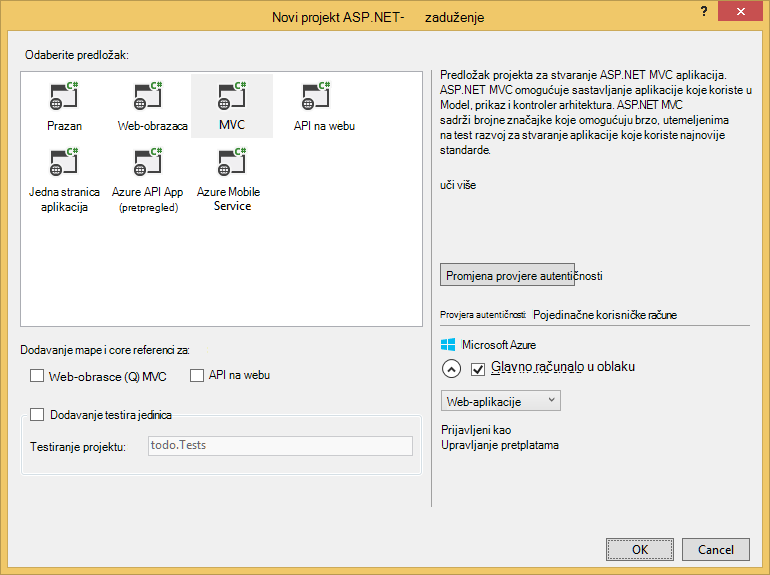 Novi projekt ASP.NET- zaduženje
?
Odaberite predložak:
C# C# C# C#
Prazan Web-obrazaca MVC API na webu
C# C# C#
Jedna stranica Azure API App Azure Mobile
aplikacija (pretpregled) Service
Dodavanje mape i core referenci za:
Web-obrasce (Q) MVC API na webu
Dodavanje testira jedinica
Testiranje projektu: todo.Tests
Predložak projekta za stvaranje ASP.NET MVC aplikacija.
ASP.NET MVC omogućuje sastavljanje aplikacije koje koriste u
Model, prikaz i kontroler arhitektura. ASP.NET MVC
sadrži brojne značajke koje omogućuju brzo, utemeljenima
na test razvoj za stvaranje aplikacije koje koriste najnovije
standarde.
uči više
Promjena provjere autentičnosti
Provjera autentičnosti: Pojedinačne korisničke račune
Microsoft Azure
Glavno računalo u oblaku
Web-aplikacije
Prijavljeni kao
Upravljanje pretplatama
OK Cancel